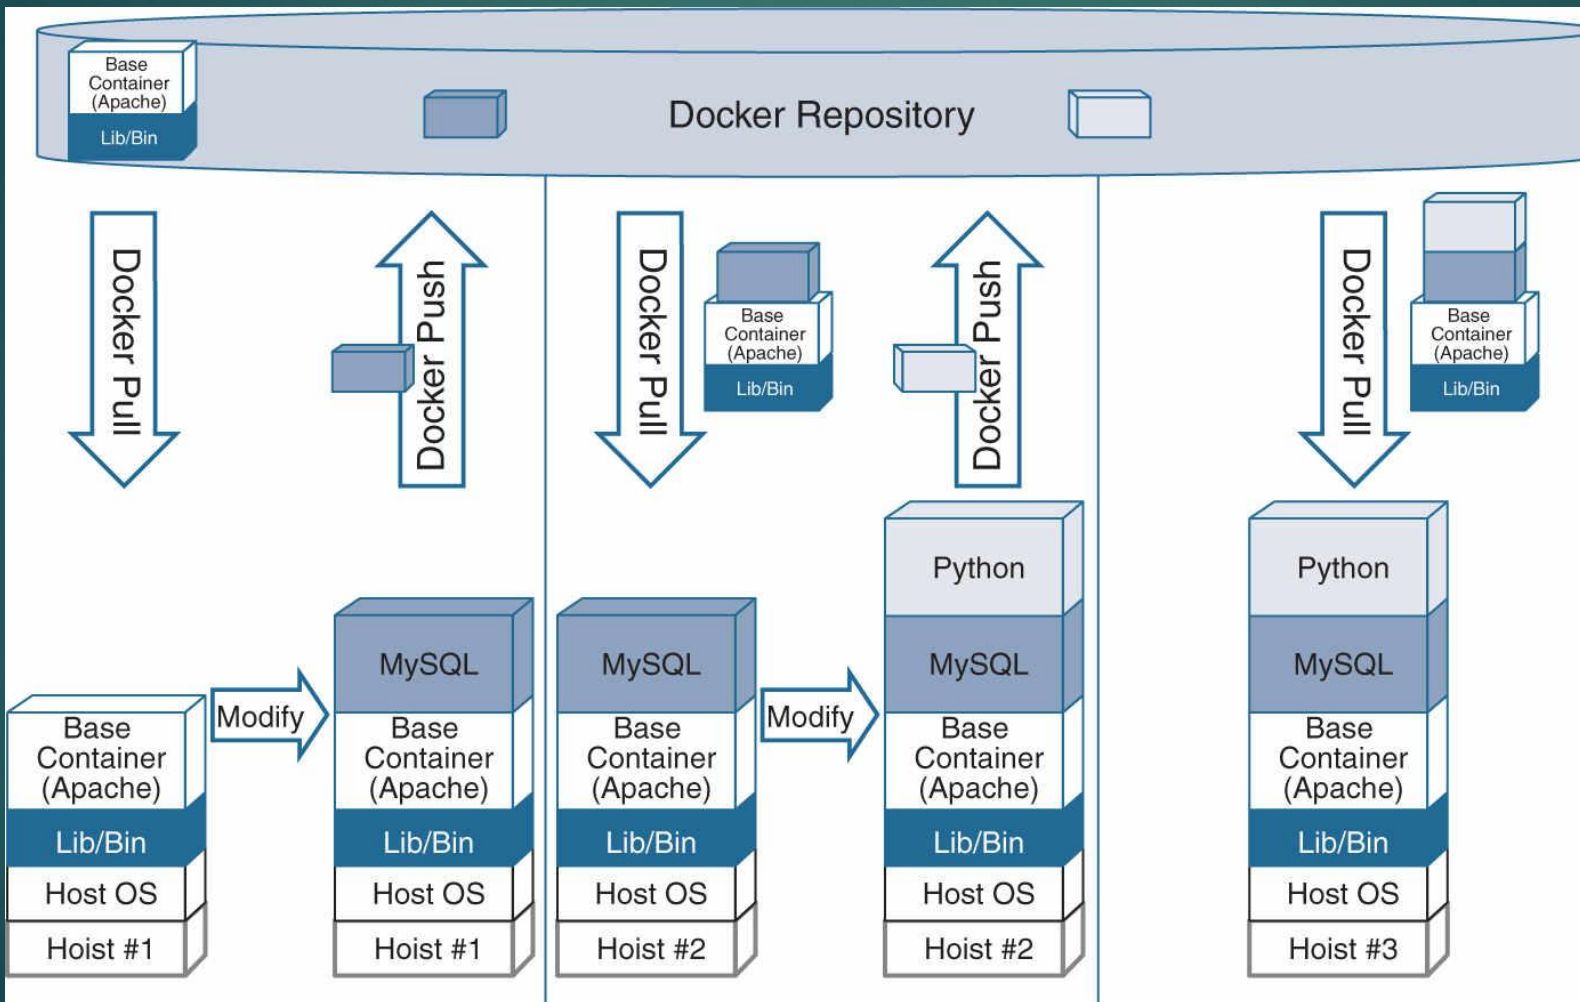 Base
Container
(Apache)
Lib/Bin
Docker Repository
Docker Pull
Docker Push
Docker Pull
Base
Container
(Apache)
Lib/Bin
Docker Push
Docker Pull
Base
Container
(Apache)
Lib/Bin
Base
Container
(Apache)
Lib/Bin
Host OS
Hoist #1
Modify
MySQL
Base
Container
(Apache)
Lib/Bin
Host OS
Hoist #1
MySQL
Base
Container
(Apache)
Lib/Bin
Host OS
Hoist #2
Modify
Python
MySQL
Base
Container
(Apache)
Lib/Bin
Host OS
Hoist #2
Python
MySQL
Base
Container
(Apache)
Lib/Bin
Host OS
Hoist #3